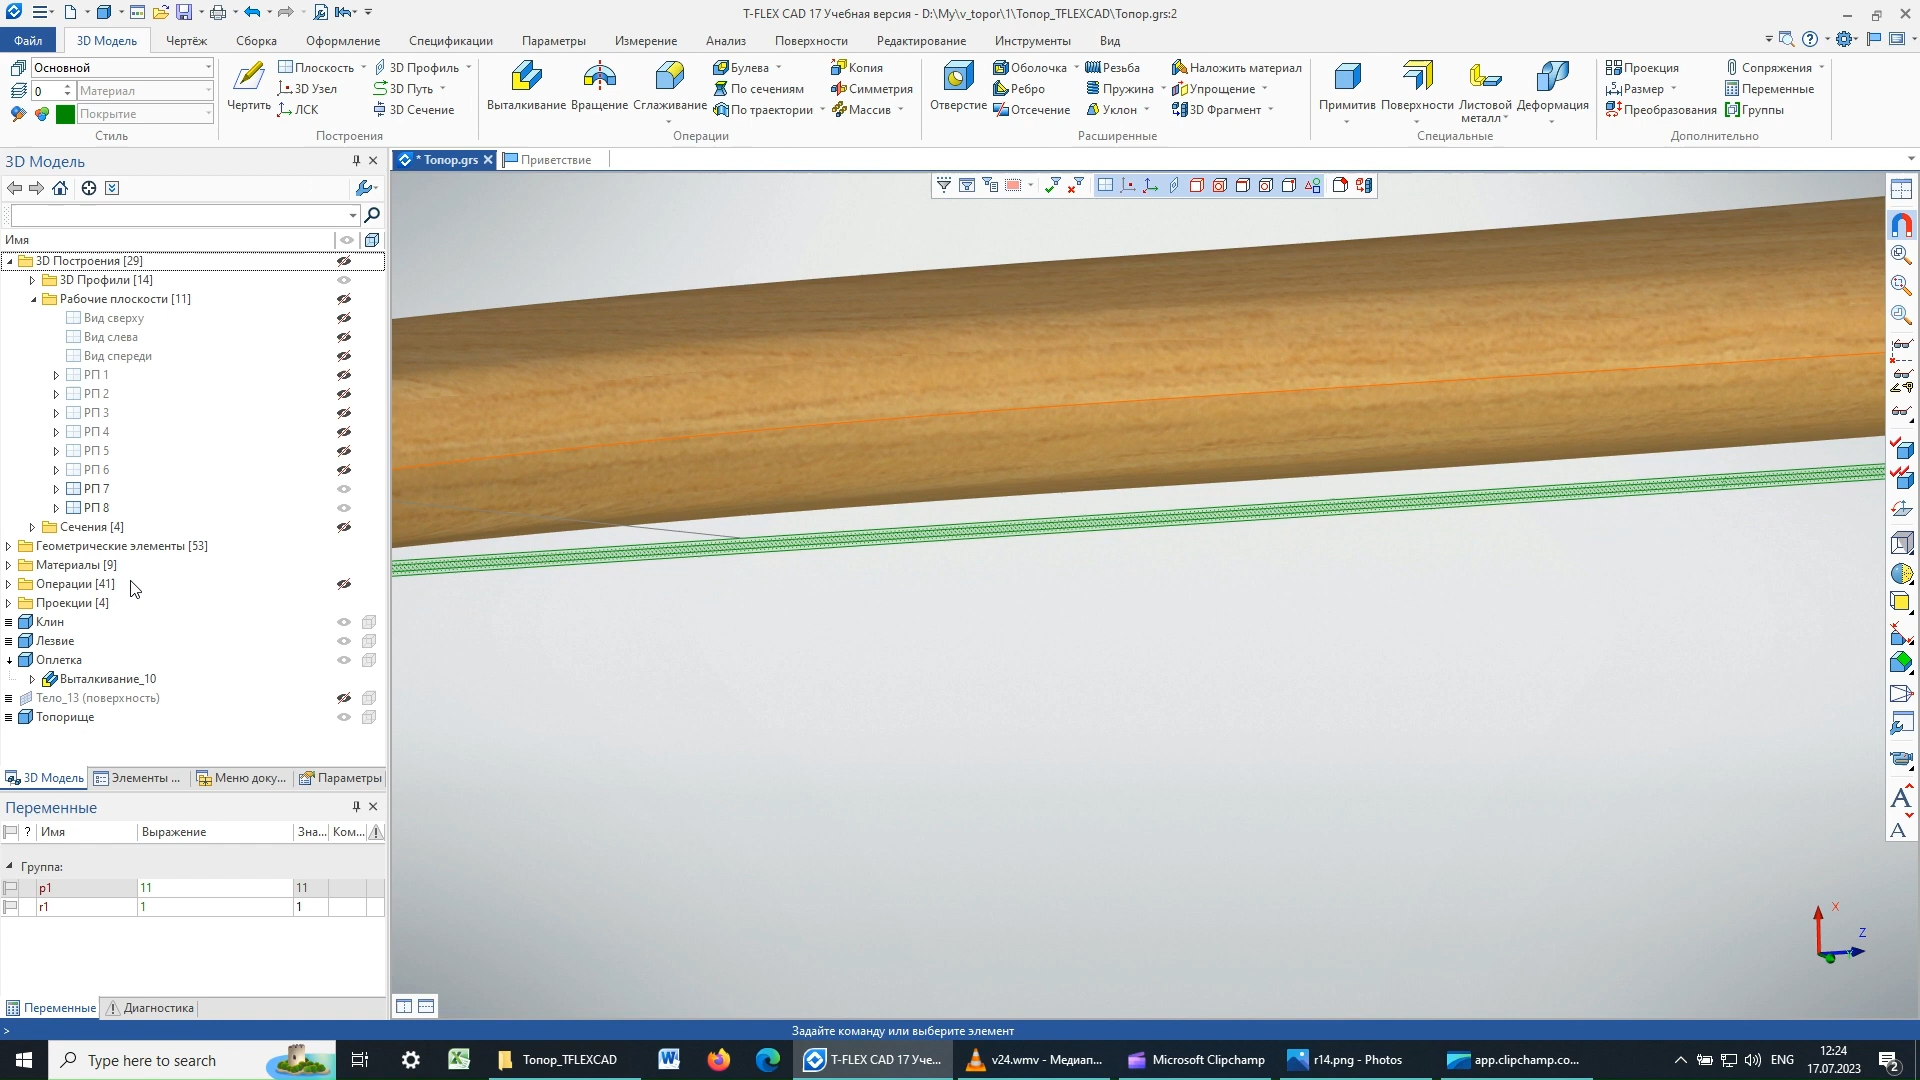 T-FLEX CAD 17 Учебная версия - D:\My\v_topor\1\Топор_TFLEXCAD\Топор.grs:2
Файл 3D Модель Чертёж Сборка Оформление Спецификации Параметры Измерение Анализ Поверхности Редактирование Инструменты Вид
Основной
0 Материал
Покрытие
Стиль
Чертить
Плоскость
3D Узел
ЛСК
3D Профиль
3D Путь
3D Сечение
Построения
Выталкивание Вращение Сглаживание
Булева
По сечениям
По траектории
Копия
Симметрия
Массив
Операции
Отверстие
Оболочка
Ребро
Отсечение
Резьба
Пружина
Уклон
Наложить материал
Упрощение
3D Фрагмент
Расширенные
Примитив Поверхности Листовой металл Деформация
Специальные
Проекция
Размер
Преобразования
Сопряжения
Переменные
Группы
Дополнительно
3D Модель
* Топор.grs Приветствие
Имя
3D Построения [29]
3D Профили [14]
Рабочие плоскости [11]
Вид сверху
Вид слева
Вид спереди
РП 1
РП 2
РП 3
РП 4
РП 5
РП 6
РП 7
РП 8
Сечения [4]
Геометрические элементы [53]
Материалы [9]
Операции [41]
Проекции [4]
Клин
Лезвие
Оплетка
Выталкивание_10
Тело_13 (поверхность)
Топорище
3D Модель Элементы ... Меню доку... Параметры
Переменные
? Имя Выражение Зна... Ком...
Группа:
p1 11 11
r1 1 1
Переменные Диагностика
X
Z
A
A
> Задайте команду или выберите элемент
Type here to search Топор_TFLEXCAD T-FLEX CAD 17 Уче... v24.wmv - Медиап... Microsoft Clipchamp r14.png - Photos app.clipchamp.co... ENG 12:24
17.07.2023 2